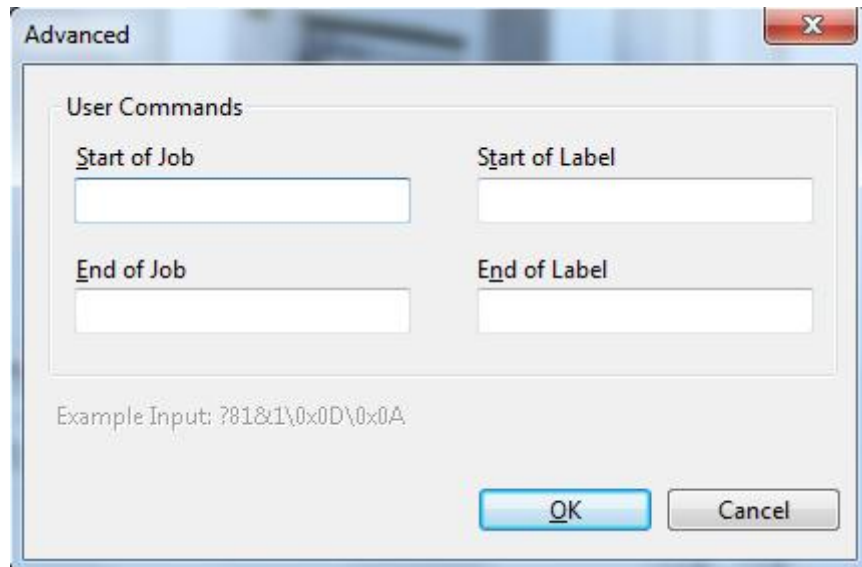 Advanced
User Commands
Start of Job
Start of Label
End of Job
End of Label
Example Input: ?81&1\0x0D\0x0A
OK
Cancel